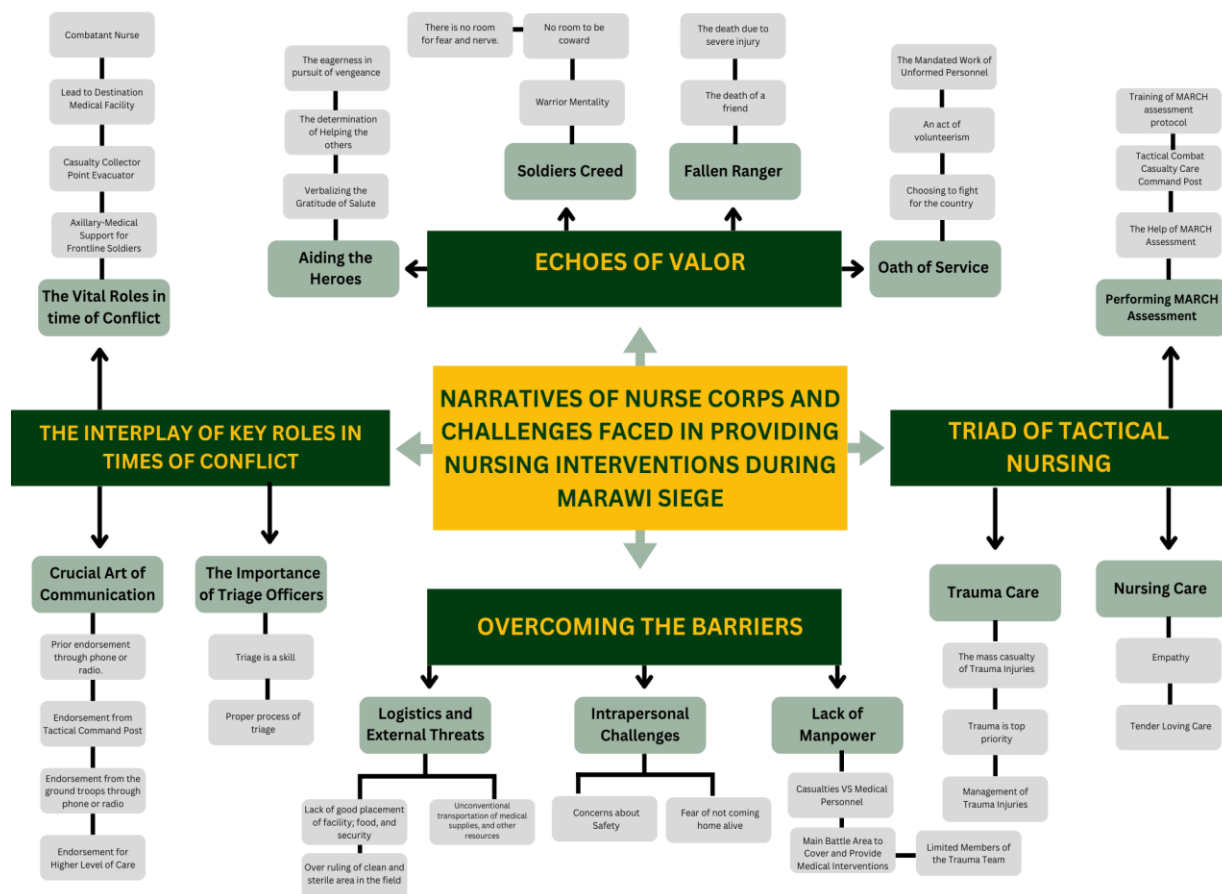 Combatant Nurse
Lead to Destination
Medical Facility
Casualty Collector
Point Evacuator
Axillary-Medical
Support for
Frontline Soldiers
The Vital Roles in
time of Conflict
The eagerness in
pursuit of vengeance
The determination
of Helping the
others
Verbalizing the
Gratitude of Salute
Aiding the
Heroes
There is no room
for fear and nerve.
No room to be
coward
Warrior Mentality
Soldiers Creed
The death due to
severe injury
The death of a
friend
Fallen Ranger
The Mandated Work of
Unformed Personnel
An act of
volunteerism
Choosing to fight
for the country
Oath of Service
Training of MARCH
assessment
protocol
Tactical Combat
Casualty Care
Command Post
The Help of MARCH
Assessment
Performing MARCH
Assessment
ECHOES OF VALOR
THE INTERPLAY OF KEY ROLES IN
TIMES OF CONFLICT
NARRATIVES OF NURSE CORPS AND
CHALLENGES FACED IN PROVIDING
NURSING INTERVENTIONS DURING
MARAWI SIEGE
TRIAD OF TACTICAL
NURSING
Crucial Art of
Communication
Prior endorsement
through phone or
radio.
Endorsement from
Tactical Command Post
Endorsement from the
ground troops through
phone or radio
Endorsement for
Higher Level of Care
The Importance
of Triage Officers
Triage is a skill
Proper process of
triage
OVERCOMING THE BARRIERS
Logistics and
External Threats
Lack of good placement
of facility; food, and
security
Over ruling of clean and
sterile area in the field
Unconventional
transportation of medical
supplies, and other
resources
Intrapersonal
Challenges
Concerns about
Safety
Fear of not coming
home alive
Lack of
Manpower
Casualties VS Medical
Personnel
Main Battle Area to
Cover and Provide
Medical Interventions
Limited Members of
the Trauma Team
Trauma Care
The mass casualty
of Trauma Injuries
Trauma is top
priority
Management of
Trauma Injuries
Nursing Care
Empathy
Tender Loving Care